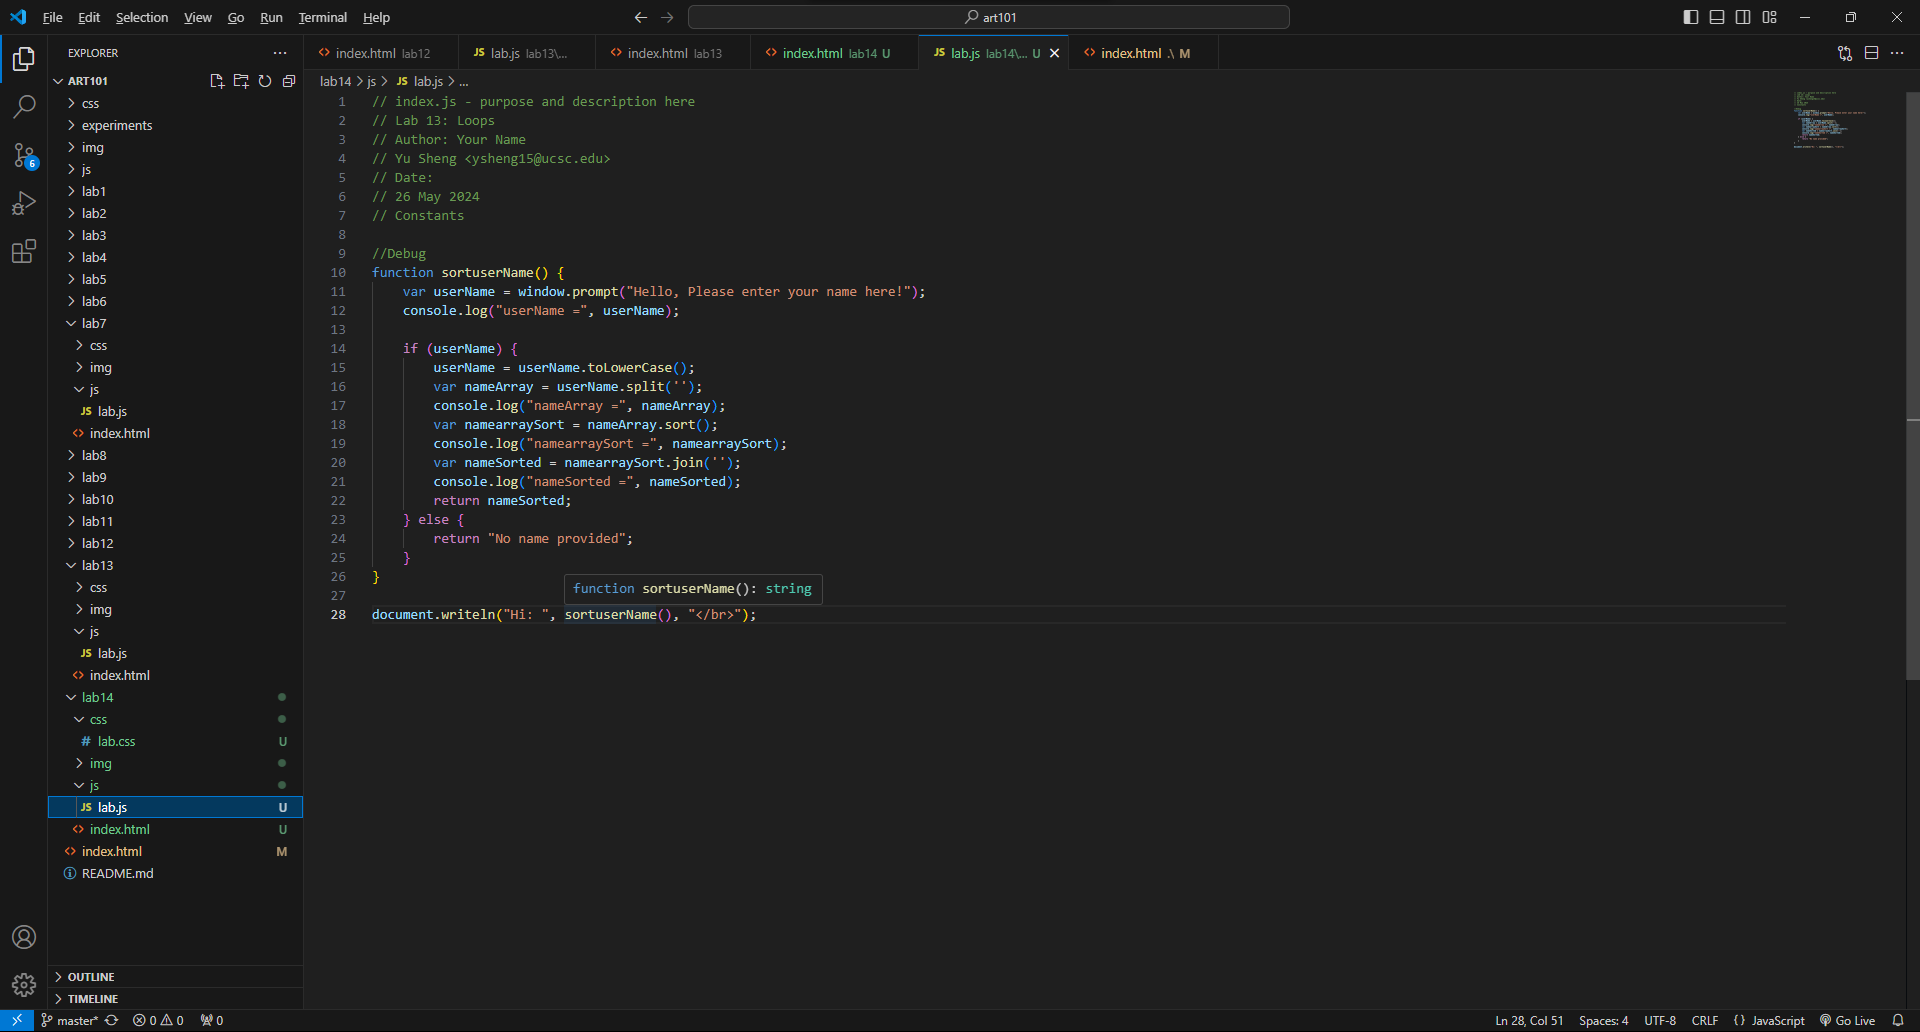 File Edit Selection View Go Run Terminal Help
art101
EXPLORER
index.html lab12
JS lab.js lab13\...
index.html lab13
index.html lab14 U
JS lab.js lab14\... U
index.html .\ M
ART101
css
experiments
img
js
lab1
lab2
lab3
lab4
lab5
lab6
lab7
css
img
js
JS lab.js
index.html
lab8
lab9
lab10
lab11
lab12
lab13
css
img
js
JS lab.js
index.html
lab14
css
# lab.css U
img
js
JS lab.js U
index.html U
index.html M
README.md
OUTLINE
TIMELINE
6
lab14 > js > JS lab.js > ...
1 // index.js - purpose and description here
2 // Lab 13: Loops
3 // Author: Your Name
4 // Yu Sheng <ysheng15@ucsc.edu>
5 // Date:
6 // 26 May 2024
7 // Constants
8
9 //Debug
10 function sortuserName() {
11 var userName = window.prompt("Hello, Please enter your name here!");
12 console.log("userName =", userName);
13
14 if (userName) {
15 userName = userName.toLowerCase();
16 var nameArray = userName.split('');
17 console.log("nameArray =", nameArray);
18 var namearraySort = nameArray.sort();
19 console.log("namearraySort =", namearraySort);
20 var nameSorted = namearraySort.join('');
21 console.log("nameSorted =", nameSorted);
22 return nameSorted;
23 } else {
24 return "No name provided";
25 }
26 }
function sortuserName(): string
27
28 document.writeln("Hi: ", sortuserName(), "</br>");
master* 0 0 0
Ln 28, Col 51 Spaces: 4 UTF-8 CRLF {} JavaScript Go Live